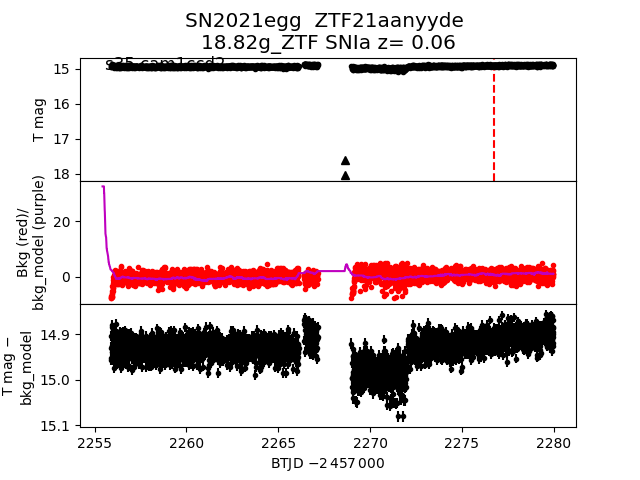 SN2021egg ZTF21aanyyde
18.82g_ZTF SNIa z= 0.06
s35 cam1ccd2
T mag
15
16
17
18
Bkg (red)/
bkg_model (purple)
20
0
T mag −
bkg_model
14.9
15.0
15.1
2255 2260 2265 2270 2275 2280
BTJD −2 457 000